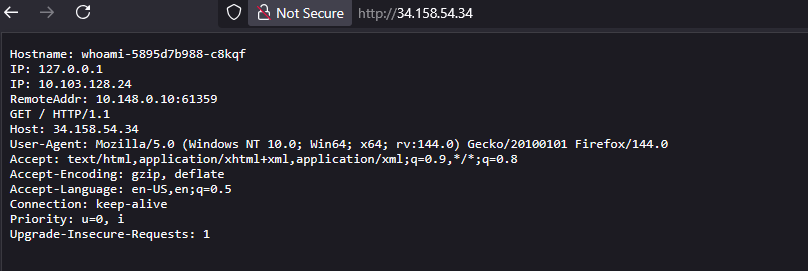 Not Secure http://34.158.54.34
Hostname: whoami-5895d7b988-c8kqf
IP: 127.0.0.1
IP: 10.103.128.24
RemoteAddr: 10.148.0.10:61359
GET / HTTP/1.1
Host: 34.158.54.34
User-Agent: Mozilla/5.0 (Windows NT 10.0; Win64; x64; rv:144.0) Gecko/20100101 Firefox/144.0
Accept: text/html,application/xhtml+xml,application/xml;q=0.9,*/*;q=0.8
Accept-Encoding: gzip, deflate
Accept-Language: en-US,en;q=0.5
Connection: keep-alive
Priority: u=0, i
Upgrade-Insecure-Requests: 1